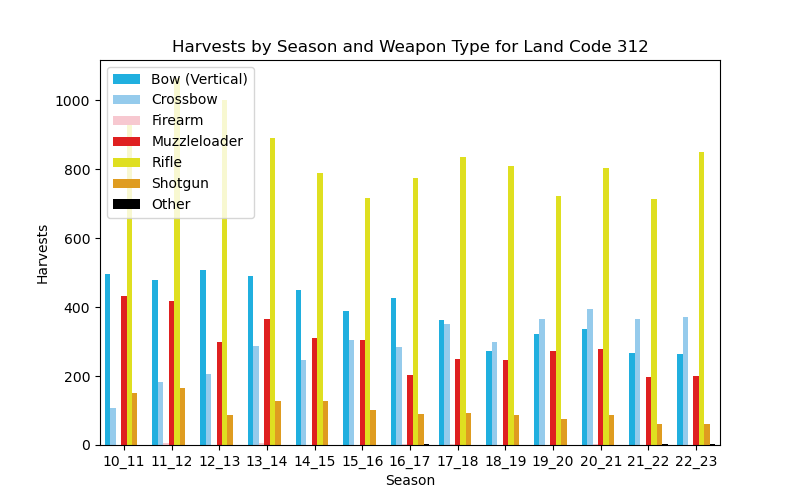 Harvests by Season and Weapon Type for Land Code 312
Bow (Vertical)
Crossbow
Firearm
Muzzleloader
Rifle
Shotgun
Other
1000
800
600
400
200
0
Harvests
10_11 11_12 12_13 13_14 14_15 15_16 16_17 17_18 18_19 19_20 20_21 21_22 22_23
Season